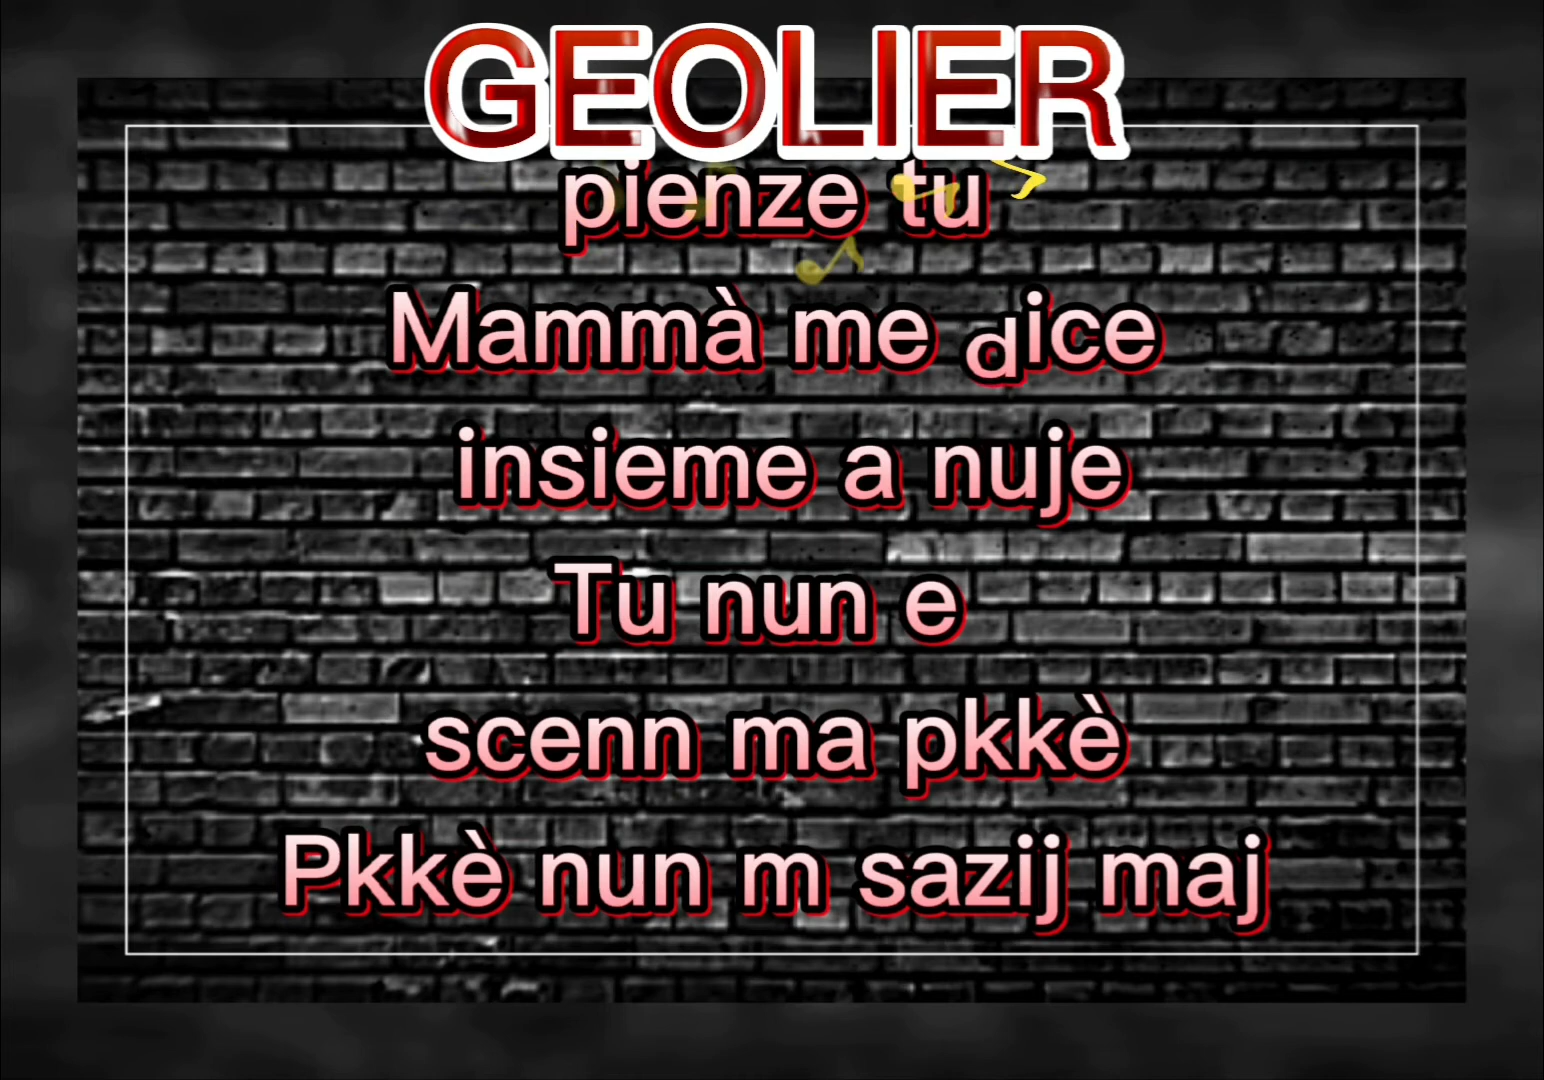 GEOLIER
pienze tu
Mammà me dice
insieme a nuje
Tu nun e
scenn ma pkkè
Pkkè nun m sazij maj